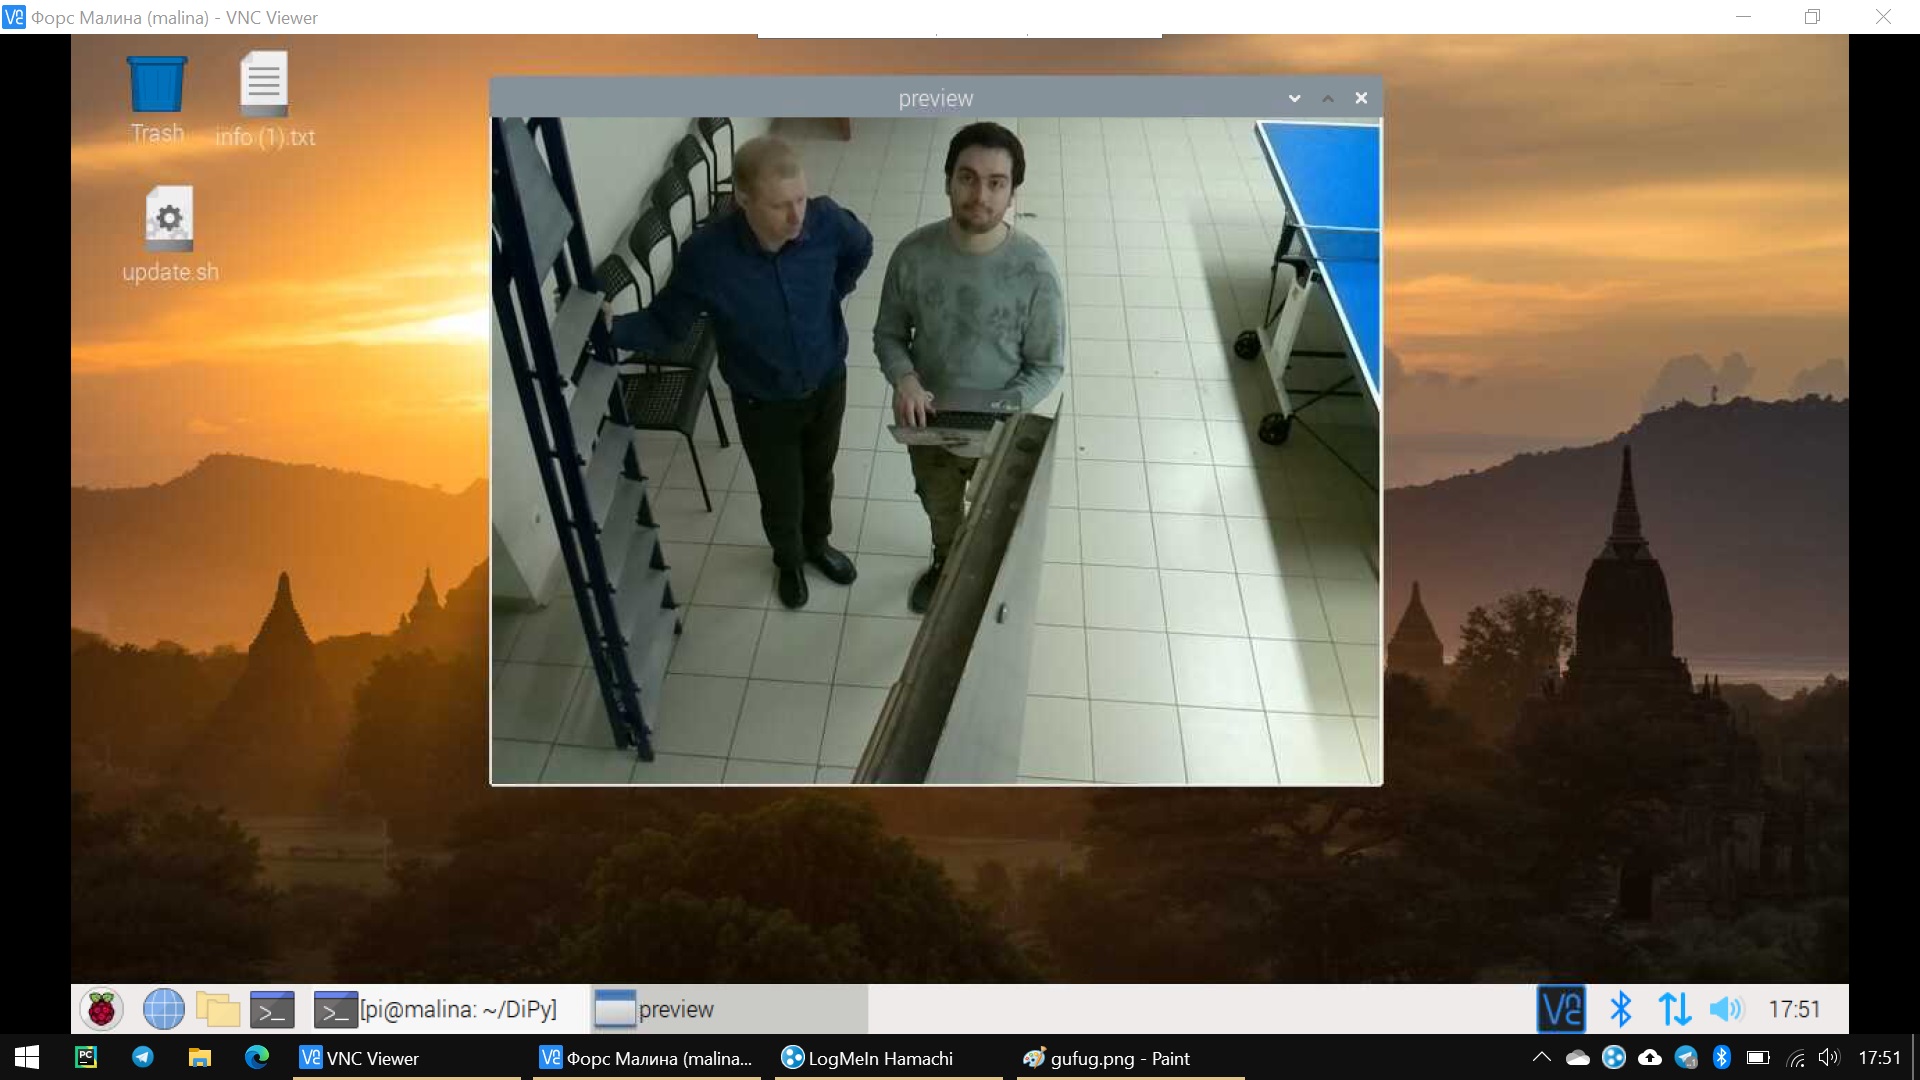 Форс Малина (malina) - VNC Viewer
Trash
info (1).txt
update.sh
preview
[pi@malina: ~/DiPy]
preview
17:51
VNC Viewer
Форс Малина (malina...
LogMeIn Hamachi
gufug.png - Paint
17:51